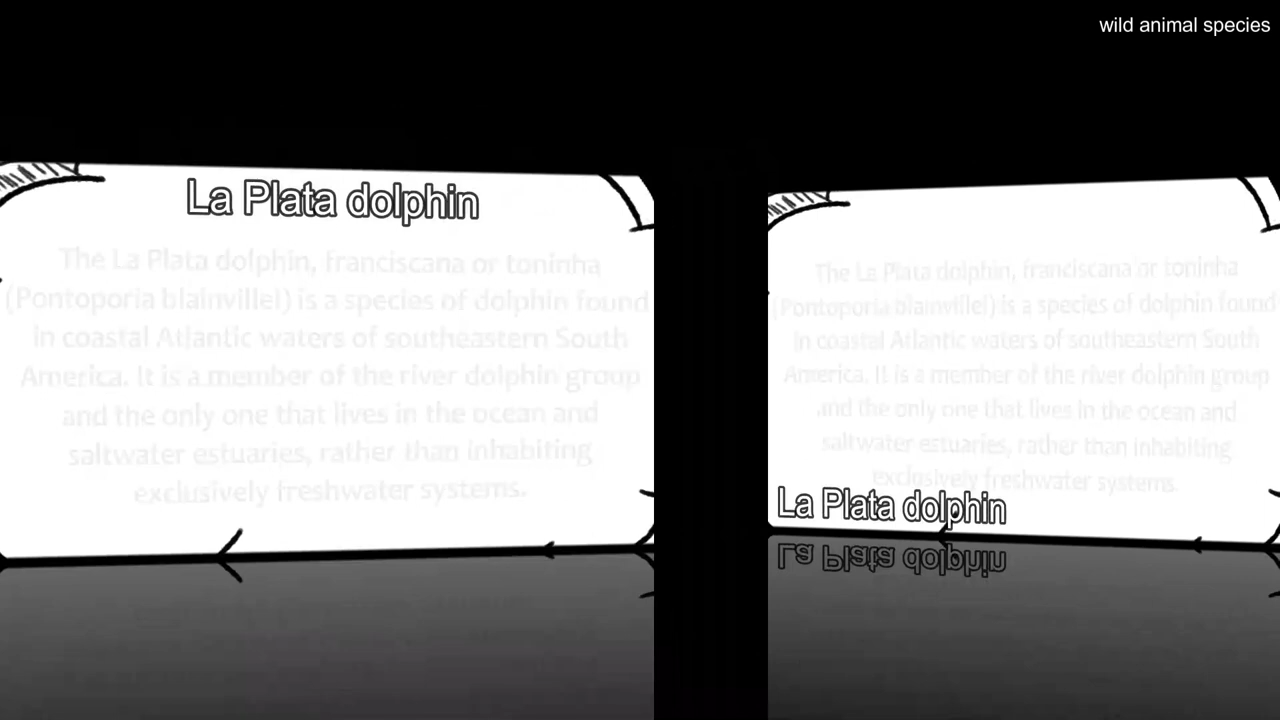 wild animal species
La Plata dolphin
The La Plata dolphin, franciscana or toninha
(Pontoporia blainvillei) is a species of dolphin found
in coastal Atlantic waters of southeastern South
America. It is a member of the river dolphin group
and the only one that lives in the ocean and
saltwater estuaries, rather than inhabiting
exclusively freshwater systems.
The La Plata dolphin, franciscana or toninha
(Pontoporia blainvillei) is a species of dolphin found
in coastal Atlantic waters of southeastern South
America. It is a member of the river dolphin group
and the only one that lives in the ocean and
saltwater estuaries, rather than inhabiting
exclusively freshwater systems.
La Plata dolphin
La Plata dolphin